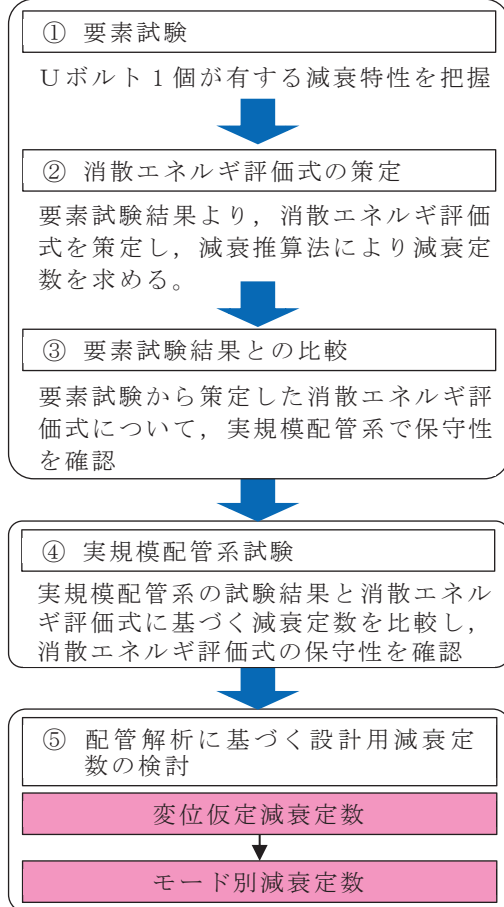 ① 要素試験
Uボルト1個が有する減衰特性を把握
② 消散エネルギ評価式の策定
要素試験結果より，消散エネルギ評価
式を策定し，減衰推算法により減衰定
数を求める。
③ 要素試験結果との比較
要素試験から策定した消散エネルギ評
価式について，実規模配管系で保守性
を確認
④ 実規模配管系試験
実規模配管系の試験結果と消散エネル
ギ評価式に基づく減衰定数を比較し，
消散エネルギ評価式の保守性を確認
⑤ 配管解析に基づく設計用減衰定
数の検討
変位仮定減衰定数
モード別減衰定数